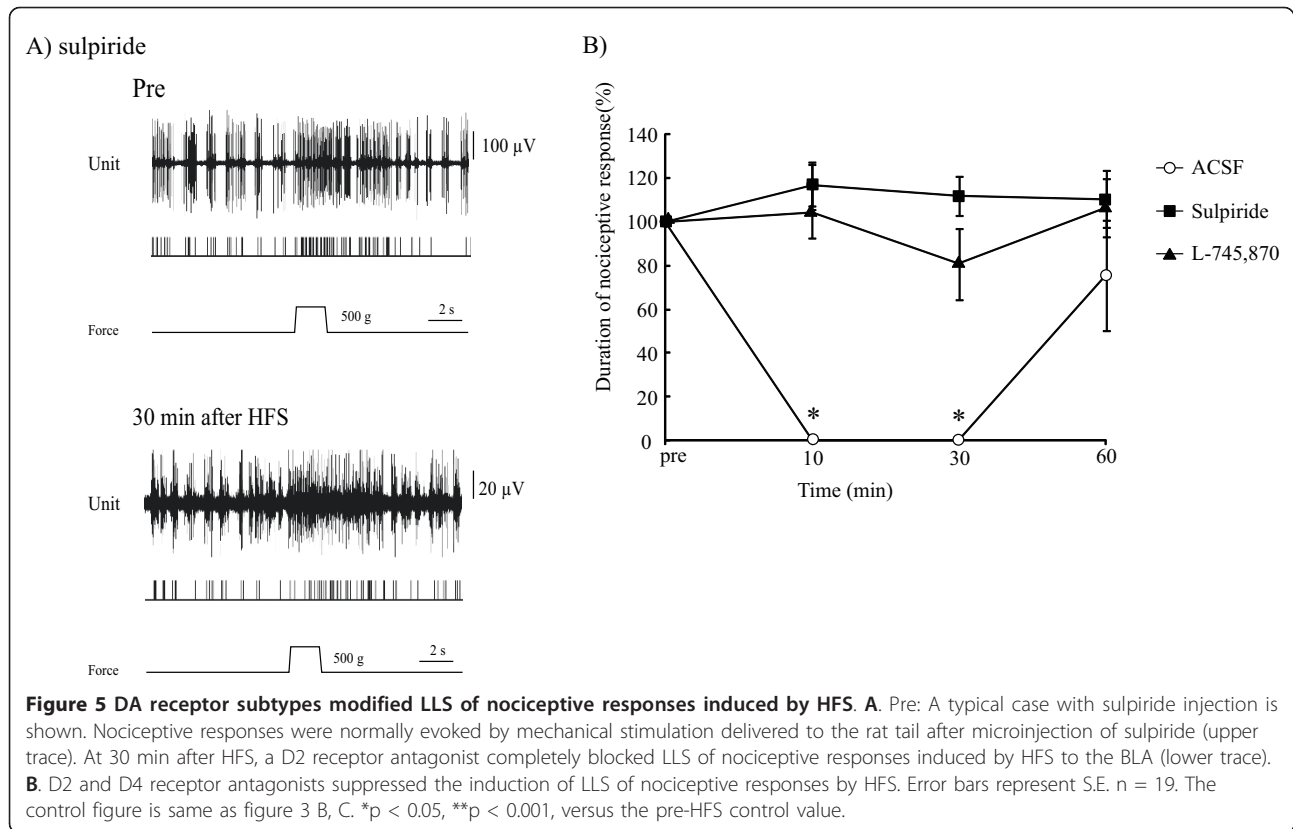 A) sulpiride
Pre
Unit
100 µV
Force
500 g
2 s
30 min after HFS
Unit
20 µV
Force
500 g
2 s
B)
Duration of nociceptive response(%)
140
120
100
80
60
40
20
0
pre
10
30
60
Time (min)
*
*
ACSF
Sulpiride
L-745,870
Figure 5 DA receptor subtypes modified LLS of nociceptive responses induced by HFS. A. Pre: A typical case with sulpiride injection is
shown. Nociceptive responses were normally evoked by mechanical stimulation delivered to the rat tail after microinjection of sulpiride (upper
trace). At 30 min after HFS, a D2 receptor antagonist completely blocked LLS of nociceptive responses induced by HFS to the BLA (lower trace).
B. D2 and D4 receptor antagonists suppressed the induction of LLS of nociceptive responses by HFS. Error bars represent S.E. n = 19. The
control figure is same as figure 3 B, C. *p < 0.05, **p < 0.001, versus the pre-HFS control value.